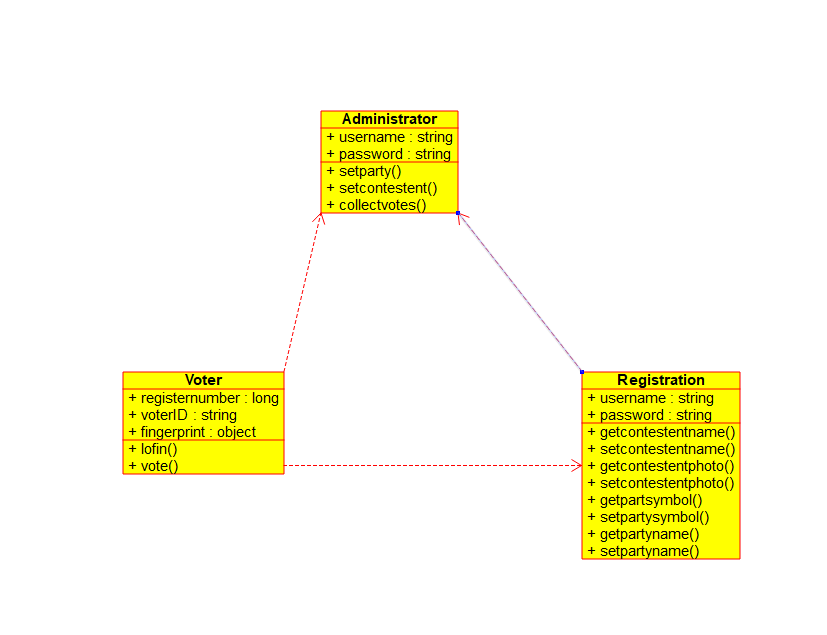 Administrator
+ username : string
+ password : string
+ setparty()
+ setcontestent()
+ collectvotes()
Voter
+ registernumber : long
+ voterID : string
+ fingerprint : object
+ lofin()
+ vote()
Registration
+ username : string
+ password : string
+ getcontestentname()
+ setcontestentname()
+ getcontestentphoto()
+ setcontestentphoto()
+ getpartsymbol()
+ setpartysymbol()
+ getpartyname()
+ setpartyname()